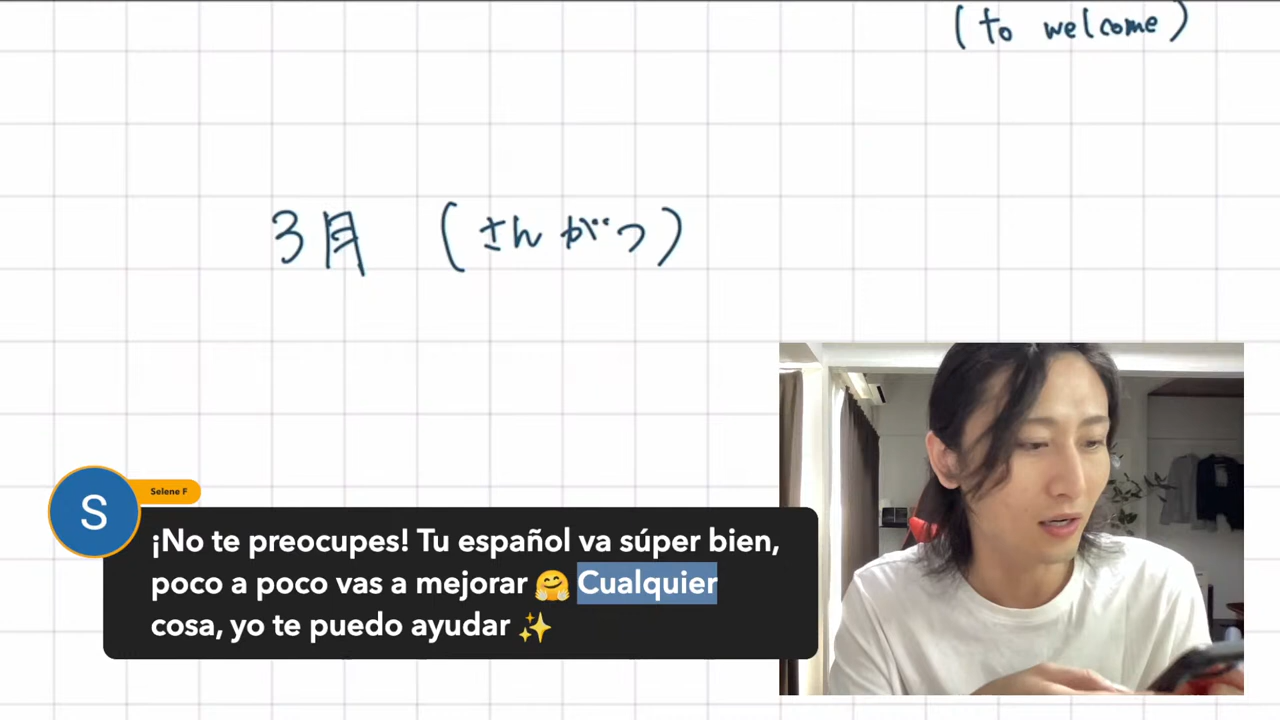 (to welcome)
3月 (さんがつ)
S
Selene F
¡No te preocupes! Tu español va súper bien,
poco a poco vas a mejorar 🤗 Cualquier
cosa, yo te puedo ayudar ✨